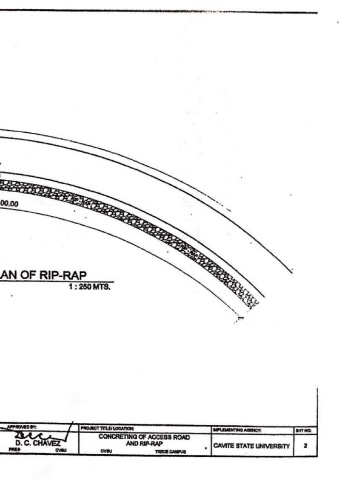 00.00
AN OF RIP-RAP
1 : 250 MTS.
APPROVED BY:
D. C. CHAVEZ
PRES CVSU
PROJECT TITLE/ LOCATION:
CONCRETING OF ACCESS ROAD
AND RIP-RAP
CVSU TRECE CAMPUS
IMPLEMENTING AGENCY:
CAVITE STATE UNIVERSITY
SHT NO.
2